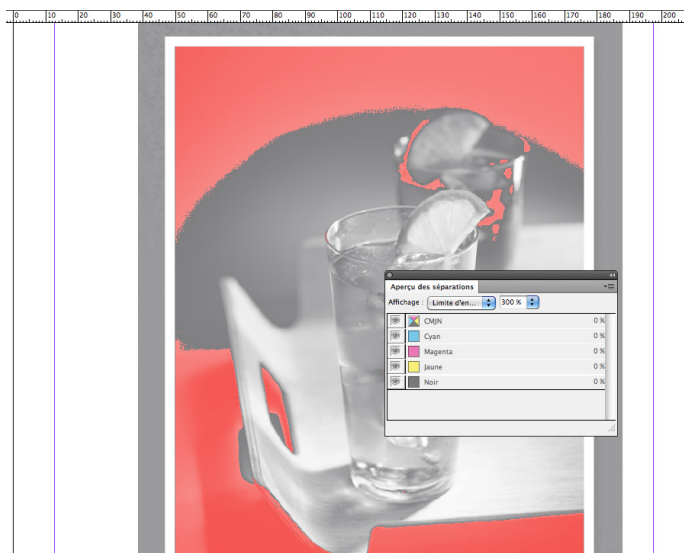 0 10 20 30 40 50 60 70 80 90 100 110 120 130 140 150 160 170 180 190 200
Aperçu des séparations
Affichage : Limite d'en... 300 %
CMJN 0 %
Cyan 0 %
Magenta 0 %
Jaune 0 %
Noir 0 %